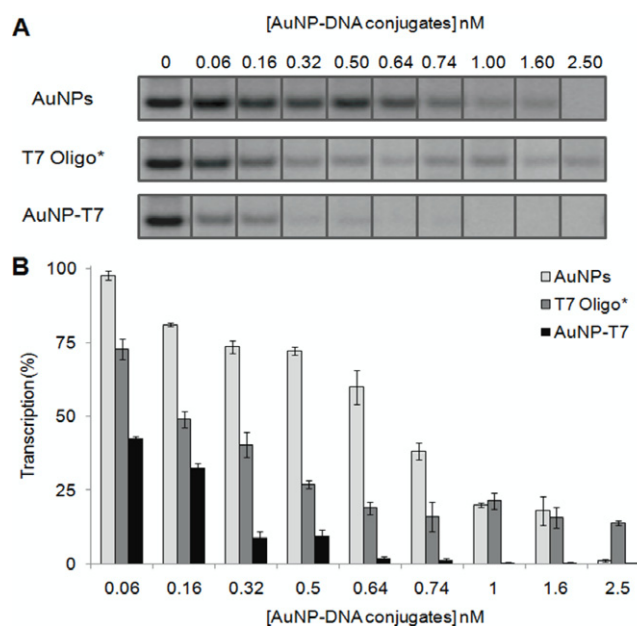 A
[AuNP-DNA conjugates] nM
0 0.06 0.16 0.32 0.50 0.64 0.74 1.00 1.60 2.50
AuNPs
T7 Oligo*
AuNP-T7
B
100
75
50
25
0
Transcription (%)
AuNPs
T7 Oligo*
AuNP-T7
0.06 0.16 0.32 0.5 0.64 0.74 1 1.6 2.5
[AuNP-DNA conjugates] nM